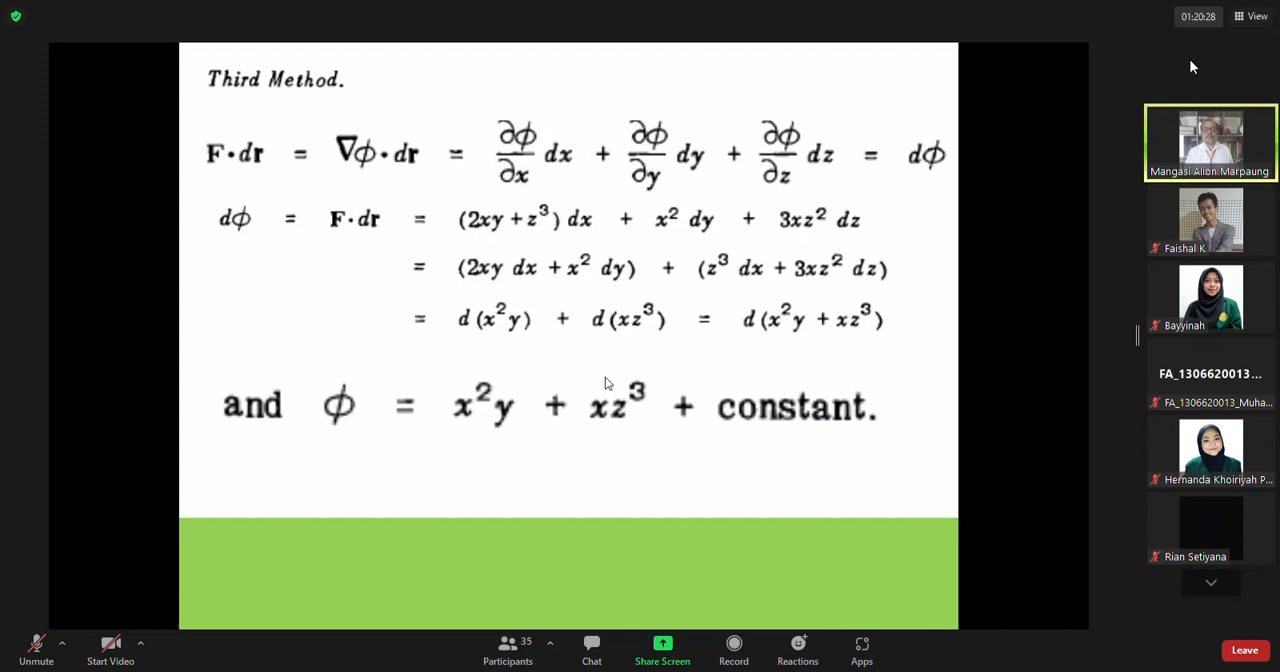 01:20:28
View
Third Method.
F·dr = ∇φ·dr = ∂φ/∂x dx + ∂φ/∂y dy + ∂φ/∂z dz = dφ
dφ = F·dr = (2xy + z³) dx + x² dy + 3xz² dz
= (2xy dx + x² dy) + (z³ dx + 3xz² dz)
= d(x²y) + d(xz³) = d(x²y + xz³)
and φ = x²y + xz³ + constant.
Mangasi Alion Marpaung
Faishal K
Bayyinah
FA_1306620013...
FA_1306620013_Muha...
Hernanda Khoiriyah P...
Rian Setiyana
Unmute
Start Video
35
Participants
Chat
Share Screen
Record
Reactions
Apps
Leave